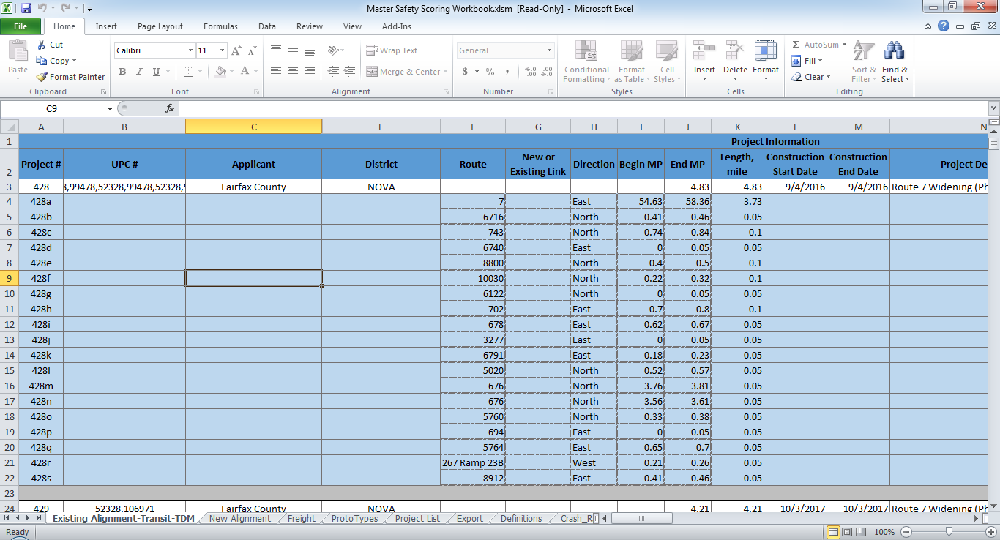 Master Safety Scoring Workbook.xlsm [Read-Only] - Microsoft Excel
File Home Insert Page Layout Formulas Data Review View Add-Ins
Paste Cut Calibri 11 Wrap Text General Conditional Formatting Format as Table Cell Styles Insert Delete Format AutoSum Sort & Filter Find & Select
Copy B I U Merge & Center $ % , Fill
Format Painter Clear
Clipboard Font Alignment Number Styles Cells Editing
C9 fx
A B C E F G H I J K L M N
1 Project Information
2 Project # UPC # Applicant District Route New or Existing Link Direction Begin MP End MP Length, mile Construction Start Date Construction End Date Project De
3 428 ,99478,52328,99478,52328, Fairfax County NOVA 4.83 4.83 9/4/2016 9/4/2016 Route 7 Widening (Ph
4 428a 7 East 54.63 58.36 3.73
5 428b 6716 North 0.41 0.46 0.05
6 428c 743 North 0.74 0.84 0.1
7 428d 6740 East 0 0.05 0.05
8 428e 8800 North 0.4 0.5 0.1
9 428f 10030 North 0.22 0.32 0.1
10 428g 6122 North 0 0.05 0.05
11 428h 702 East 0.7 0.8 0.1
12 428i 678 East 0.62 0.67 0.05
13 428j 3277 East 0 0.05 0.05
14 428k 6791 East 0.18 0.23 0.05
15 428l 5020 North 0.52 0.57 0.05
16 428m 676 North 3.76 3.81 0.05
17 428n 676 North 3.56 3.61 0.05
18 428o 5760 North 0.33 0.38 0.05
19 428p 694 East 0 0.05 0.05
20 428q 5764 East 0.65 0.7 0.05
21 428r 267 Ramp 23B West 0.21 0.26 0.05
22 428s 8912 East 0.41 0.46 0.05
23
24 429 52328.106971 Fairfax County NOVA 4.21 4.21 10/3/2017 10/3/2017 Route 7 Widening (Ph
Existing Alignment-Transit-TDM New Alignment Freight ProtoTypes Project List Export Definitions Crash_R
Ready 100%